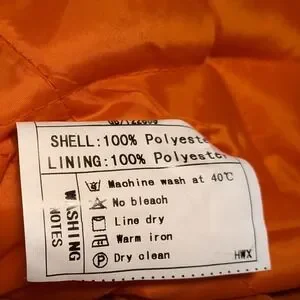 SHELL:100% Polyeste
LINING:100% Polyester
WASHING NOTES
Machine wash at 40℃
No bleach
Line dry
Warm iron
Dry clean
HWX